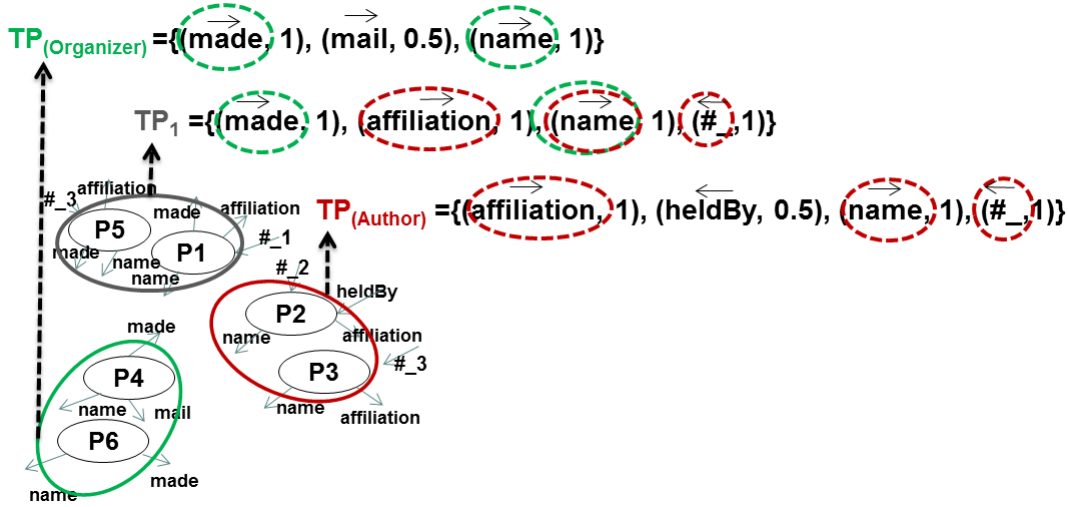 TP(Organizer) ={(made, 1), (mail, 0.5), (name, 1)}
TP1 ={(made, 1), (affiliation, 1), (name, 1), (#_,1)}
TP(Author) ={(affiliation, 1), (heldBy, 0.5), (name, 1), (#_,1)}
#_3
affiliation
P5
made
affiliation
P1
#_1
made
name
name
#_2
heldBy
P2
name
affiliation
P3
#_3
name
affiliation
made
P4
name
mail
P6
made
name